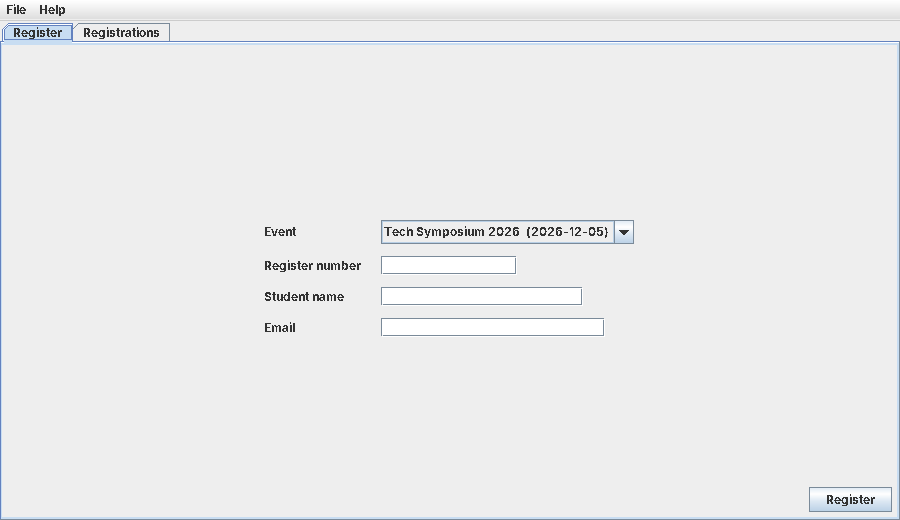 File Help
Register Registrations
Event Tech Symposium 2026 (2026-12-05)
Register number
Student name
Email
Register